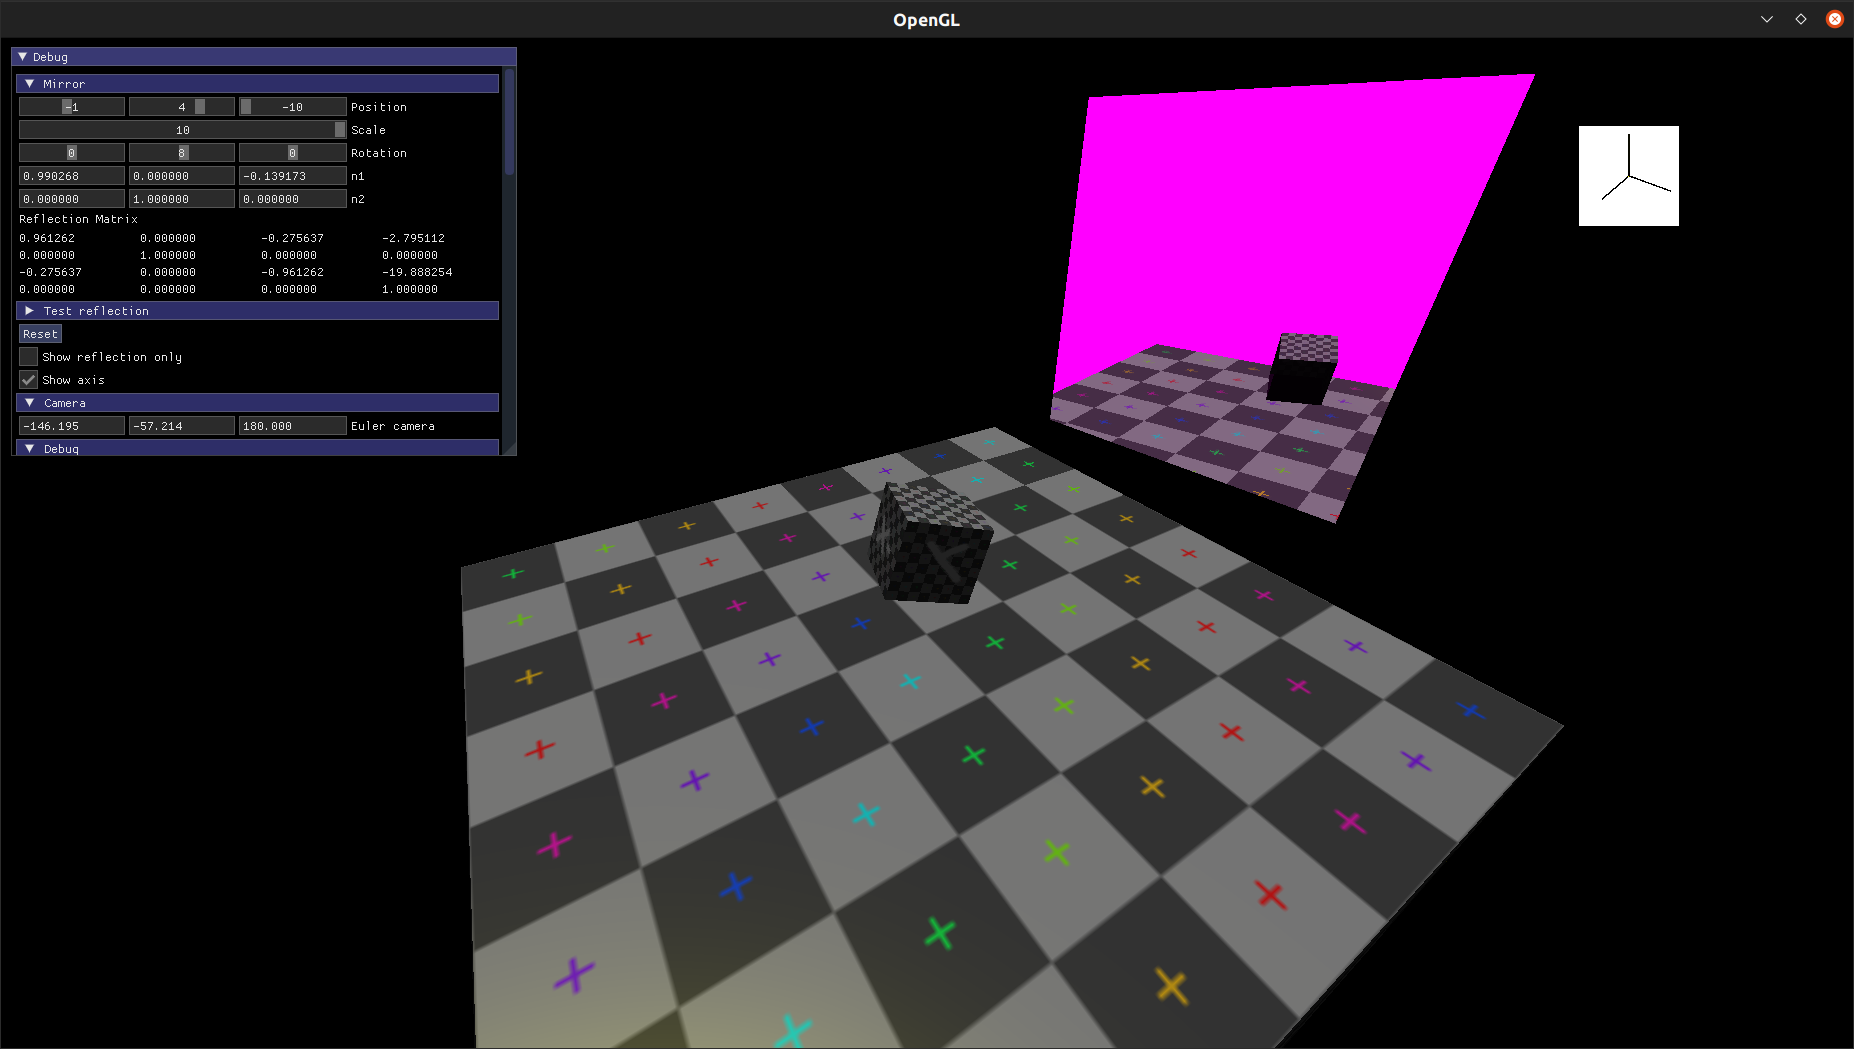 OpenGL
Debug
Mirror
-1 4 -10 Position
10 Scale
0 8 0 Rotation
0.990268 0.000000 -0.139173 n1
0.000000 1.000000 0.000000 n2
Reflection Matrix
0.961262 0.000000 -0.275637 -2.795112
0.000000 1.000000 0.000000 0.000000
-0.275637 0.000000 -0.961262 -19.888254
0.000000 0.000000 0.000000 1.000000
Test reflection
Reset
Show reflection only
Show axis
Camera
-146.195 -57.214 180.000 Euler camera
Debug